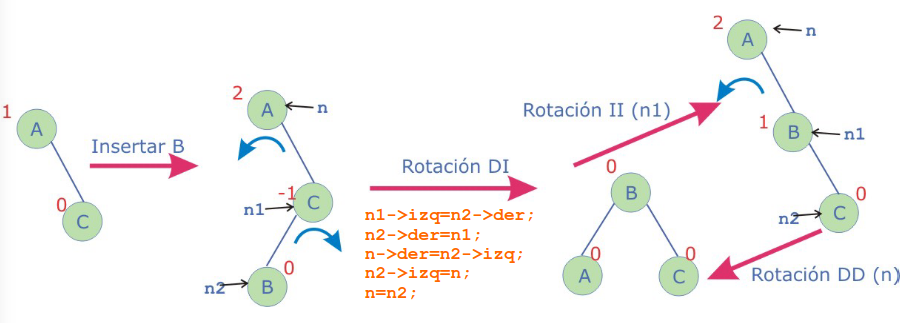 1
A
0
C
Insertar B
2
A
n
-1
n1
C
0
n2
B
Rotación DI
n1->izq=n2->der;
n2->der=n1;
n->der=n2->izq;
n2->izq=n;
n=n2;
0
B
0
A
0
C
Rotación II (n1)
2
A
n
1
B
n1
0
n2
C
Rotación DD (n)